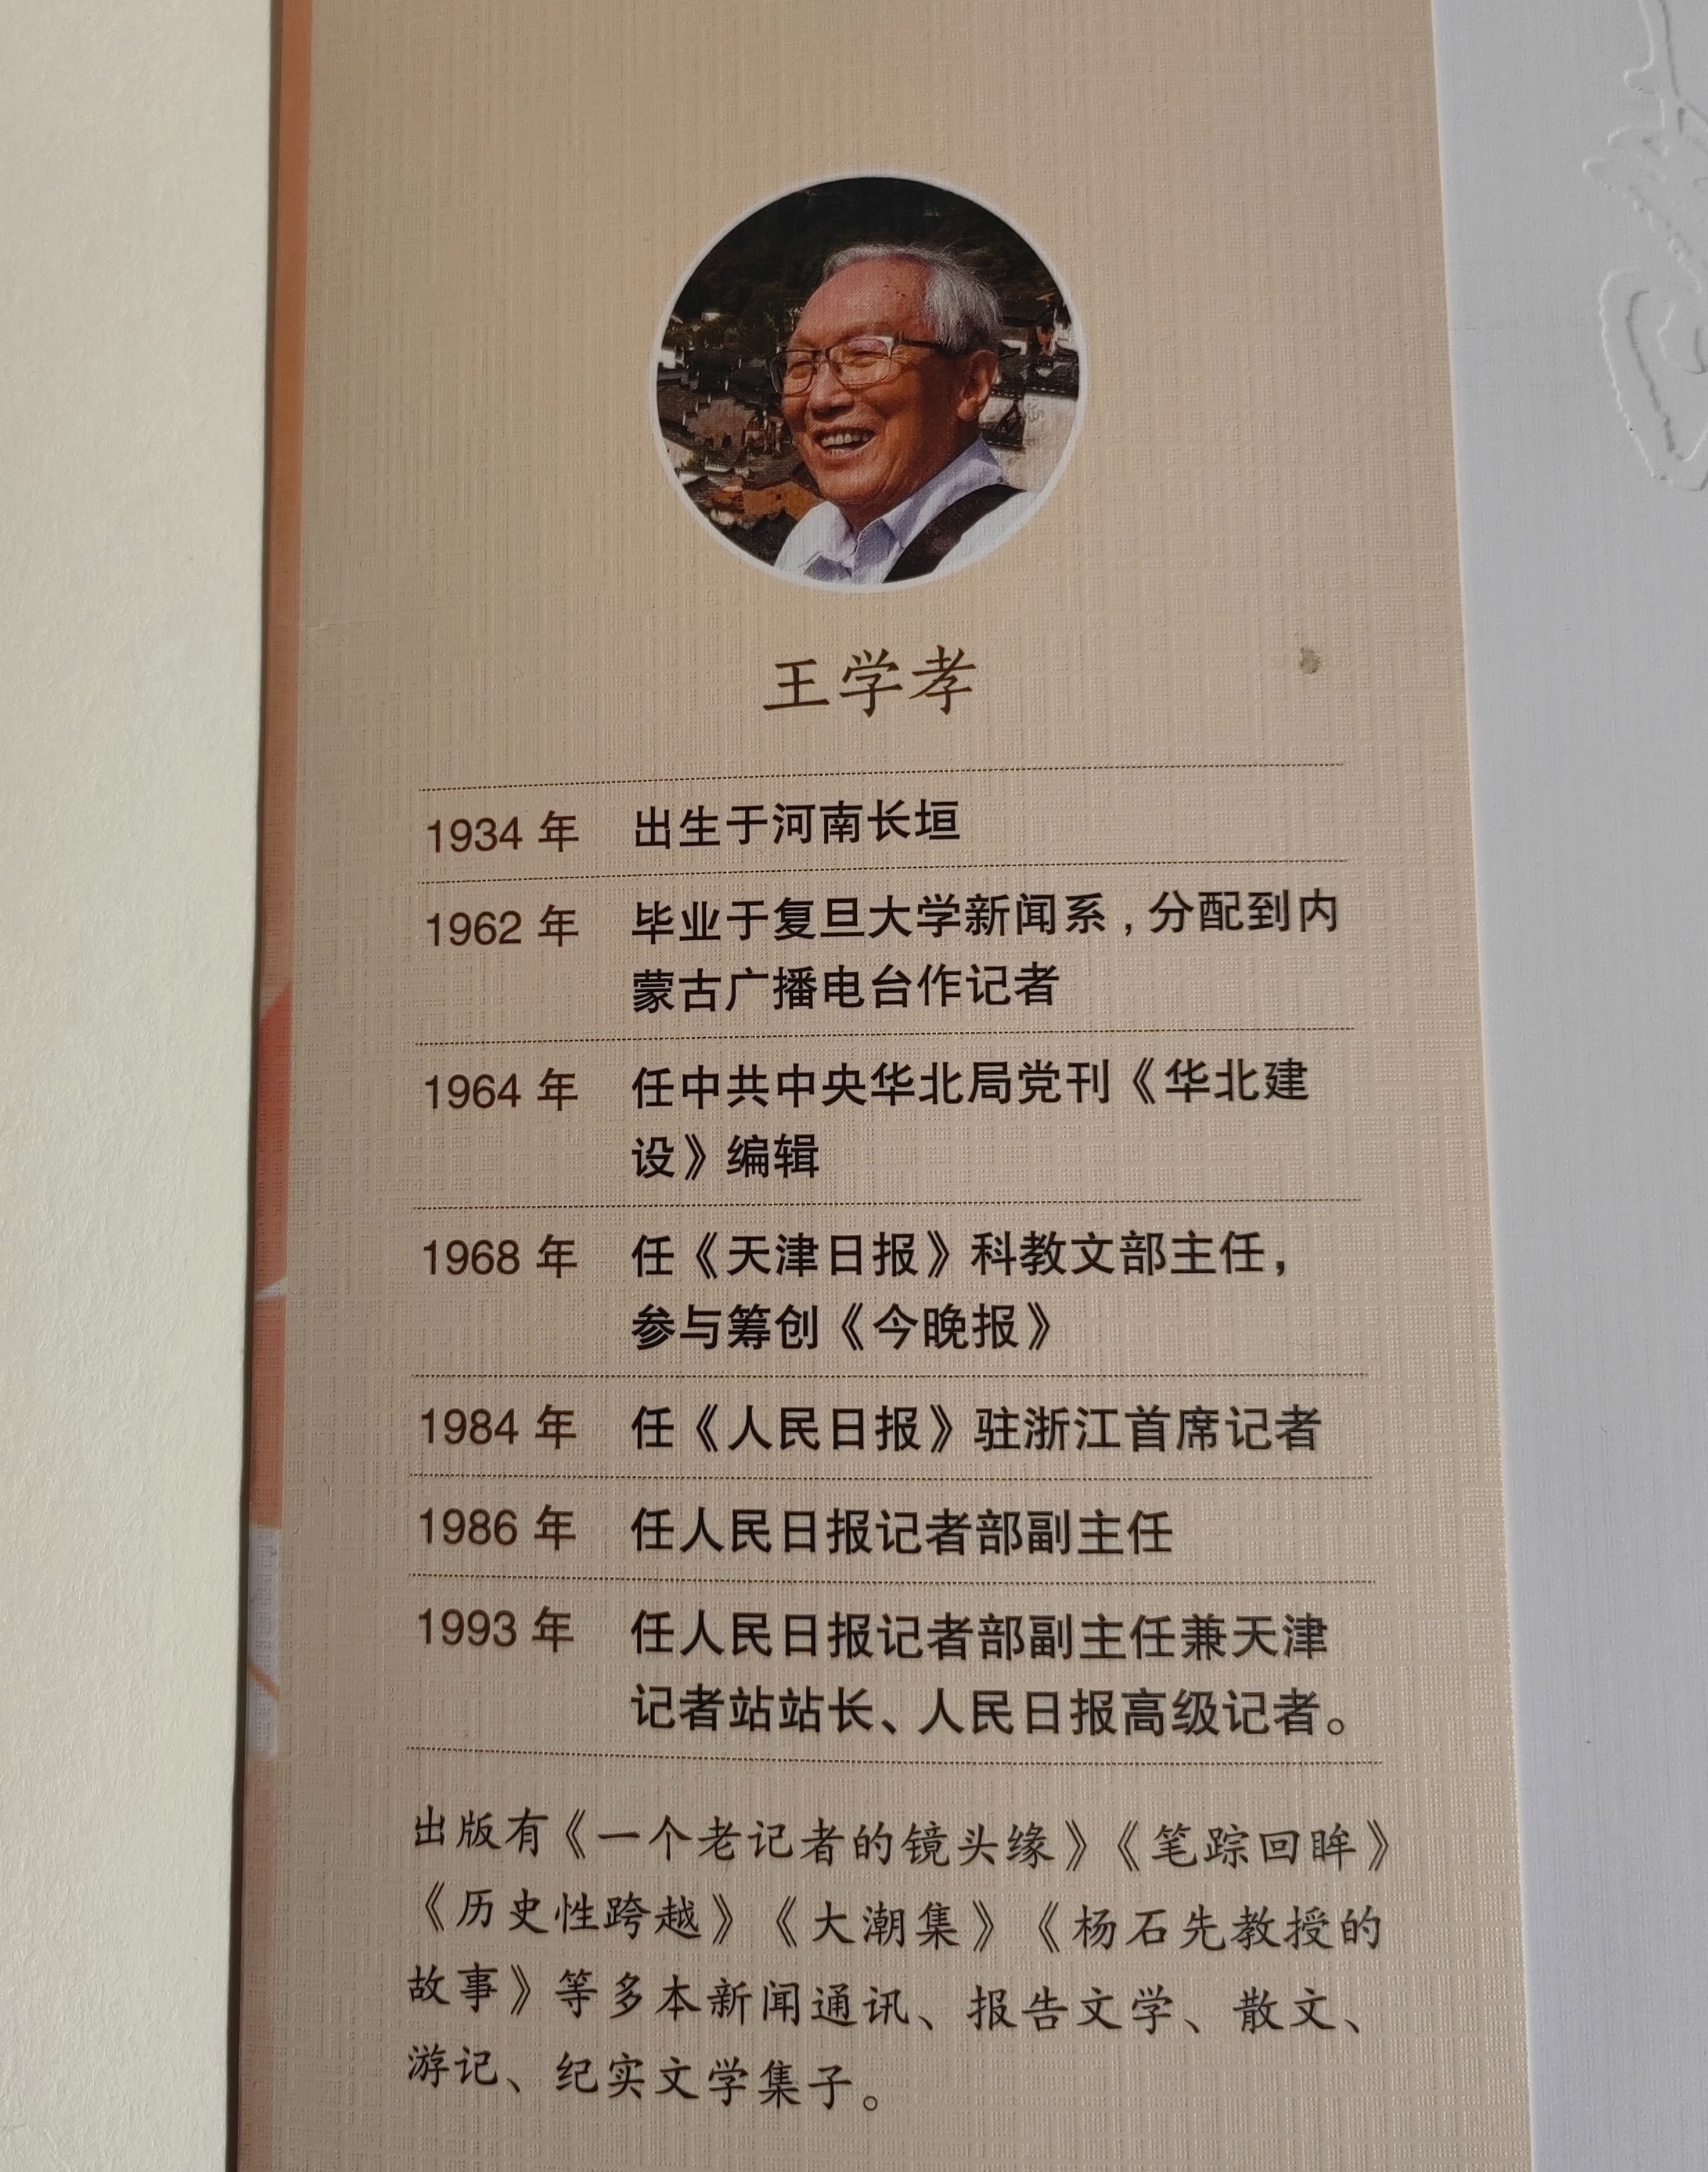 王学孝
1934 年 出生于河南长垣
1962 年 毕业于复旦大学新闻系，分配到内
蒙古广播电台作记者
1964 年 任中共中央华北局党刊《华北建
设》编辑
1968 年 任《天津日报》科教文部主任，
参与筹创《今晚报》
1984 年 任《人民日报》驻浙江首席记者
1986 年 任人民日报记者部副主任
1993 年 任人民日报记者部副主任兼天津
记者站站长、人民日报高级记者。
出版有《一个老记者的镜头缘》《笔踪回眸》
《历史性跨越》《大潮集》《杨石先教授的
故事》等多本新闻通讯、报告文学、散文、
游记、纪实文学集子。